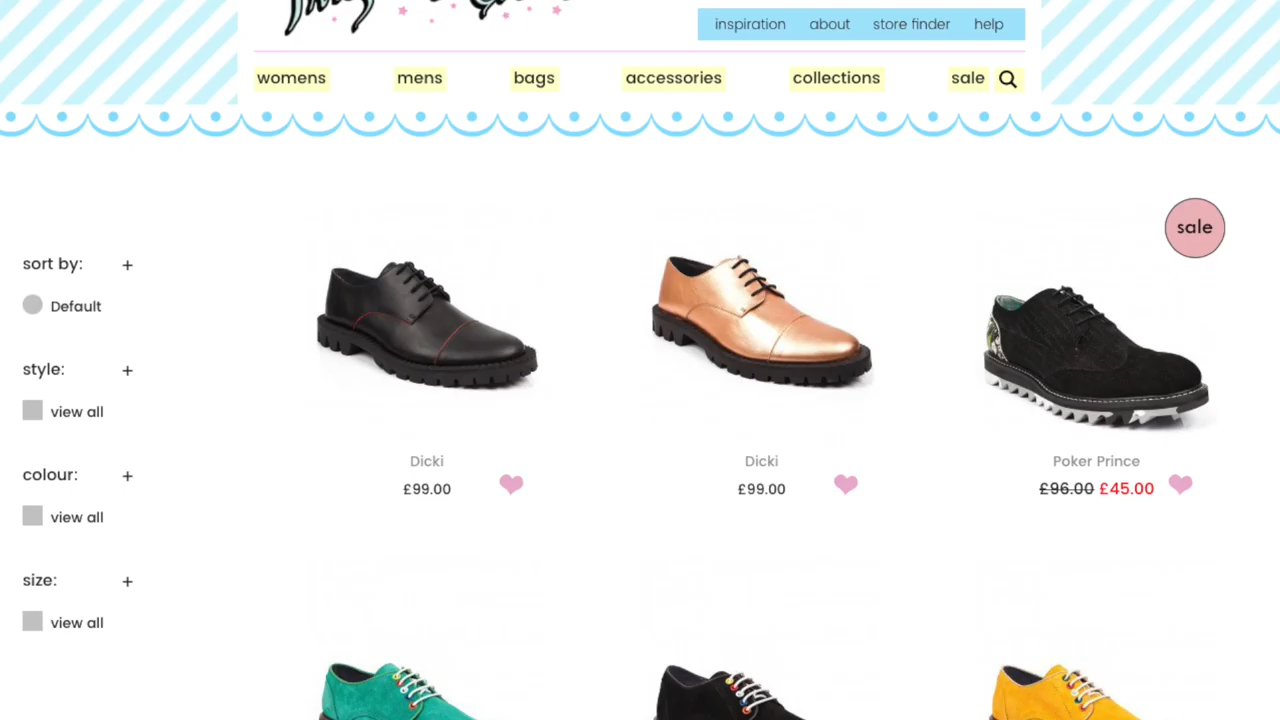 inspiration about store finder help
womens mens bags accessories collections sale
sale
sort by: +
Default
style: +
view all
colour: +
view all
size: +
view all
Dicki
£99.00
Dicki
£99.00
Poker Prince
£96.00 £45.00